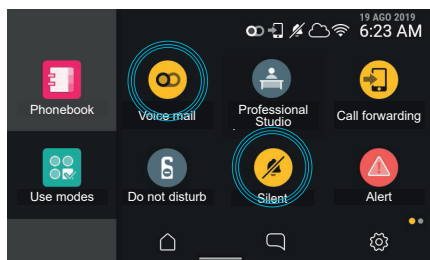 19 AGO 2019
6:23 AM
Phonebook
Voice mail
Professional
Studio
Call forwarding
Use modes
Do not disturb
Silent
Alert